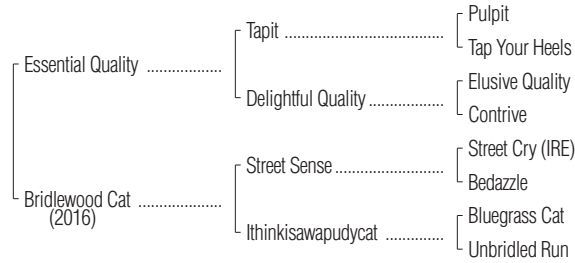 Pulpit
Tapit
Tap Your Heels
Essential Quality
Elusive Quality
Delightful Quality
Contrive
Street Cry (IRE)
Street Sense
Bedazzle
Bridlewood Cat
(2016)
Bluegrass Cat
Ithinkisawapudycat
Unbridled Run